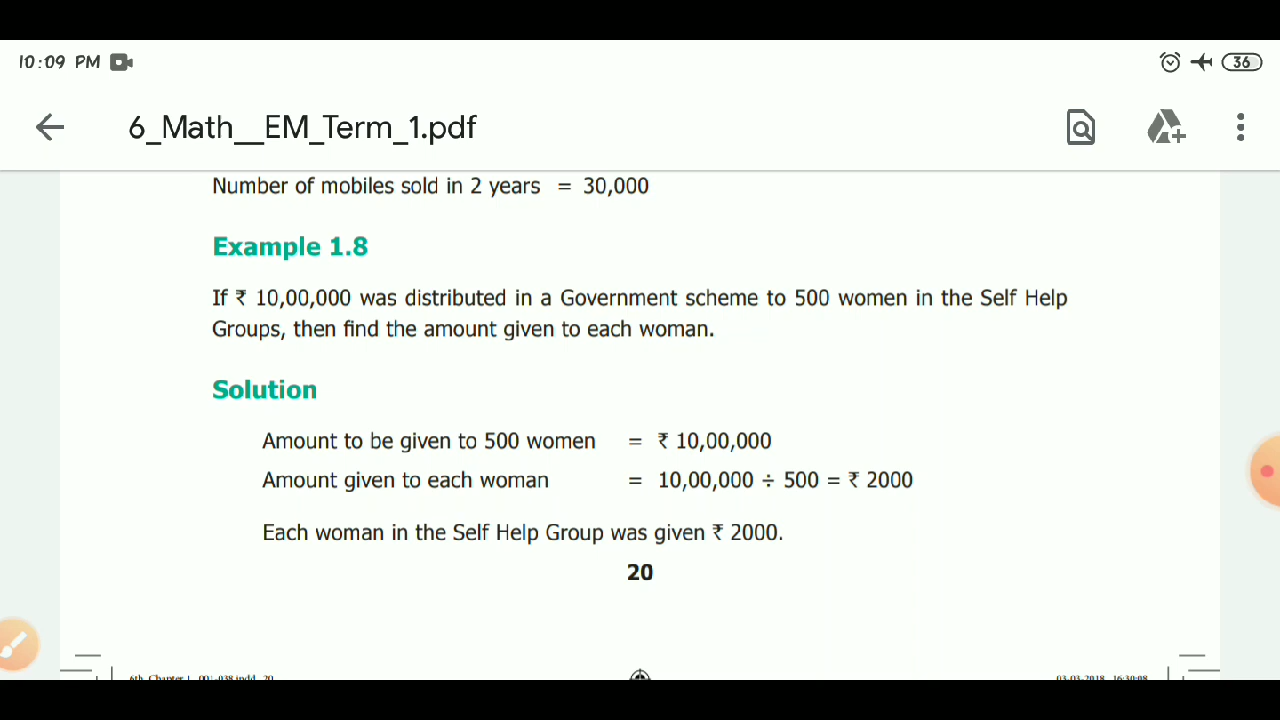 10:09 PM
36
6_Math__EM_Term_1.pdf
Number of mobiles sold in 2 years = 30,000
Example 1.8
If ₹ 10,00,000 was distributed in a Government scheme to 500 women in the Self Help
Groups, then find the amount given to each woman.
Solution
Amount to be given to 500 women = ₹ 10,00,000
Amount given to each woman = 10,00,000 ÷ 500 = ₹ 2000
Each woman in the Self Help Group was given ₹ 2000.
20